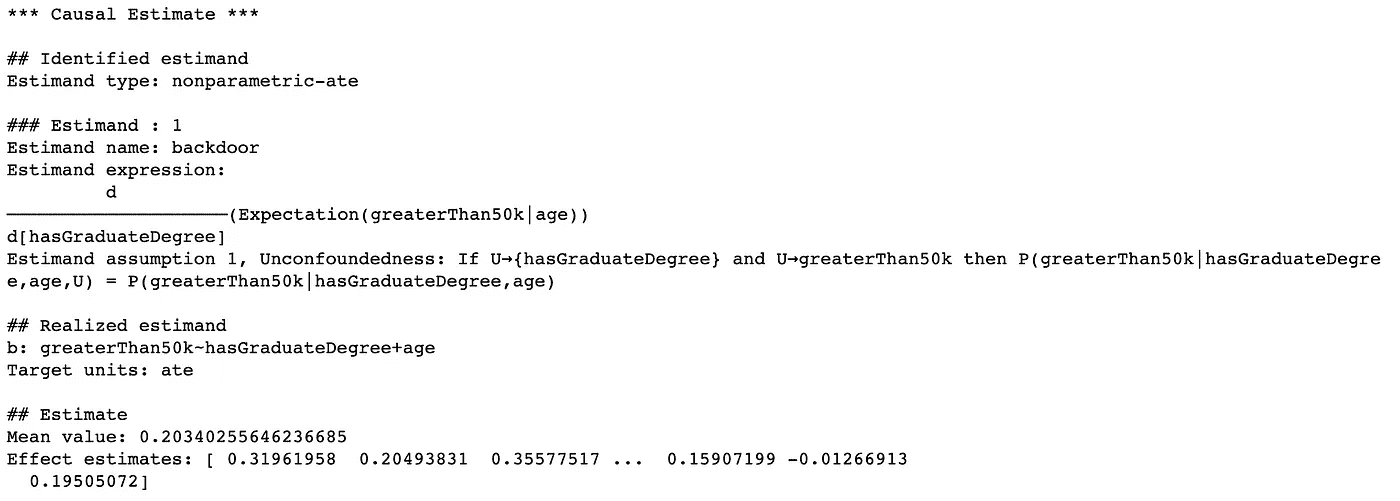 *** Causal Estimate ***
## Identified estimand
Estimand type: nonparametric-ate
### Estimand : 1
Estimand name: backdoor
Estimand expression:
d
──────────────────────(Expectation(greaterThan50k|age))
d[hasGraduateDegree]
Estimand assumption 1, Unconfoundedness: If U→{hasGraduateDegree} and U→greaterThan50k then P(greaterThan50k|hasGraduateDegre
e,age,U) = P(greaterThan50k|hasGraduateDegree,age)
## Realized estimand
b: greaterThan50k~hasGraduateDegree+age
Target units: ate
## Estimate
Mean value: 0.20340255646236685
Effect estimates: [ 0.31961958  0.20493831  0.35577517 ...  0.15907199 -0.01266913
0.19505072]